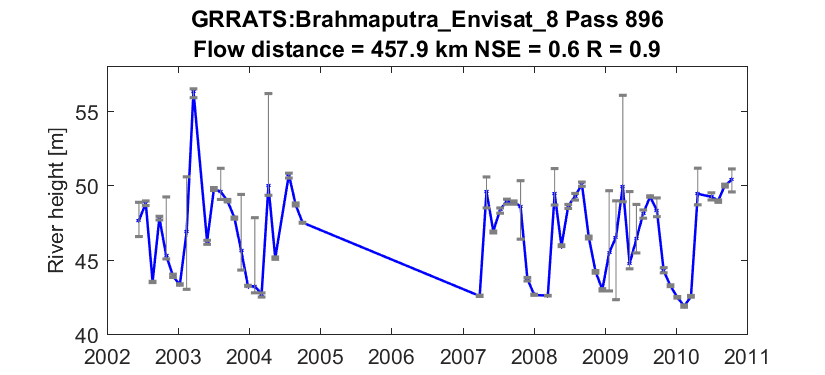 GRRATS:Brahmaputra_Envisat_8 Pass 896
Flow distance = 457.9 km NSE = 0.6 R = 0.9
River height [m]
55
50
45
40
2002 2003 2004 2005 2006 2007 2008 2009 2010 2011